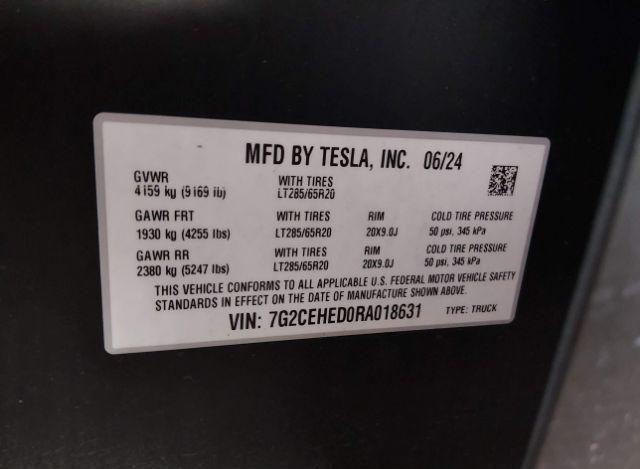 MFD BY TESLA, INC. 06/24
GVWR WITH TIRES
4159 kg (9169 lb) LT285/65R20
GAWR FRT WITH TIRES RIM COLD TIRE PRESSURE
1930 kg (4255 lbs) LT285/65R20 20X9.0J 50 psi, 345 kPa
GAWR RR WITH TIRES RIM COLD TIRE PRESSURE
2380 kg (5247 lbs) LT285/65R20 20X9.0J 50 psi, 345 kPa
THIS VEHICLE CONFORMS TO ALL APPLICABLE U.S. FEDERAL MOTOR VEHICLE SAFETY
STANDARDS IN EFFECT ON THE DATE OF MANUFACTURE SHOWN ABOVE.
VIN: 7G2CEHED0RA018631 TYPE: TRUCK